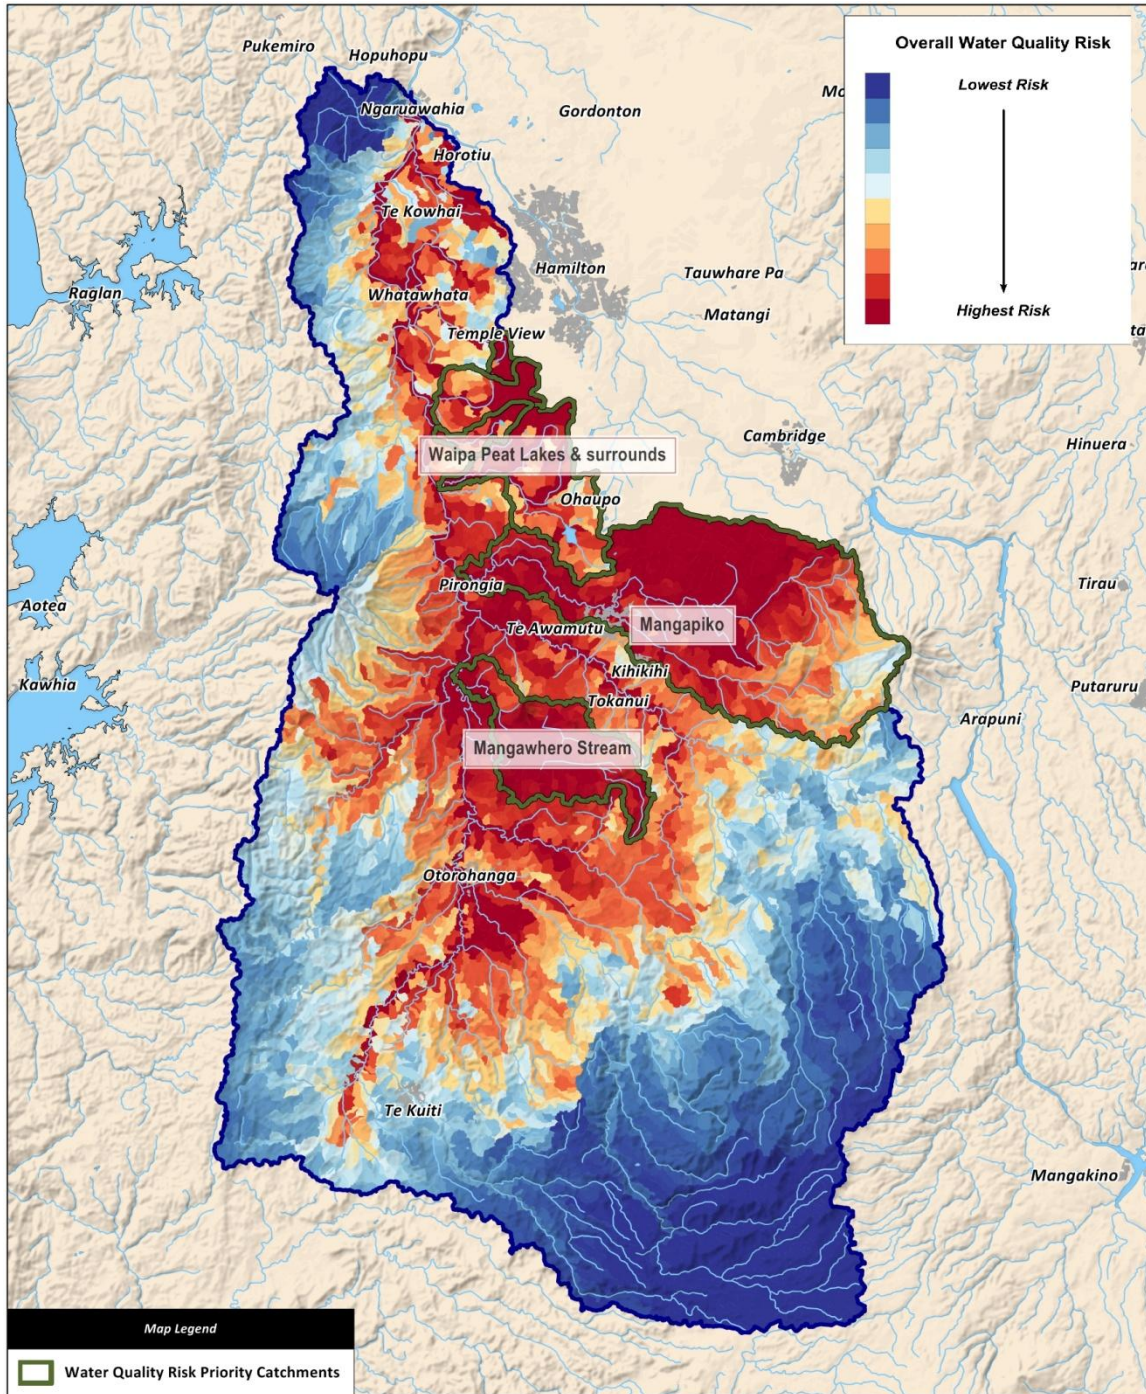 Pukemiro
Hopuhopu
Overall Water Quality Risk
Lowest Risk
Highest Risk
Ngaruawahia
Gordonton
Horotiu
Te Kowhai
Hamilton
Tauwhare Pa
Raglan
Whatawhata
Matangi
Temple View
Cambridge
Hinuera
Waipa Peat Lakes & surrounds
Ohaupo
Pirongia
Tirau
Aotea
Te Awamutu
Mangapiko
Kihikihi
Kawhia
Tokanui
Putaruru
Arapuni
Mangawhero Stream
Otorohanga
Te Kuiti
Mangakino
Map Legend
Water Quality Risk Priority Catchments